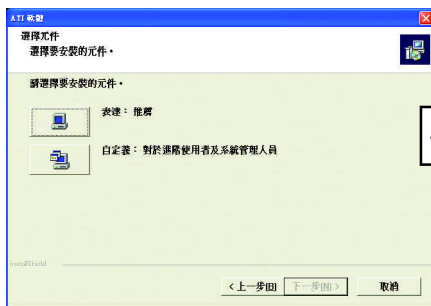 ATI 軟體
選擇元件
選擇要安裝的元件。
請選擇要安裝的元件。
表達： 推薦
自定義： 對於進階使用者及系統管理人員
InstallShield
< 上一步(B)
下一步(N) >
取消